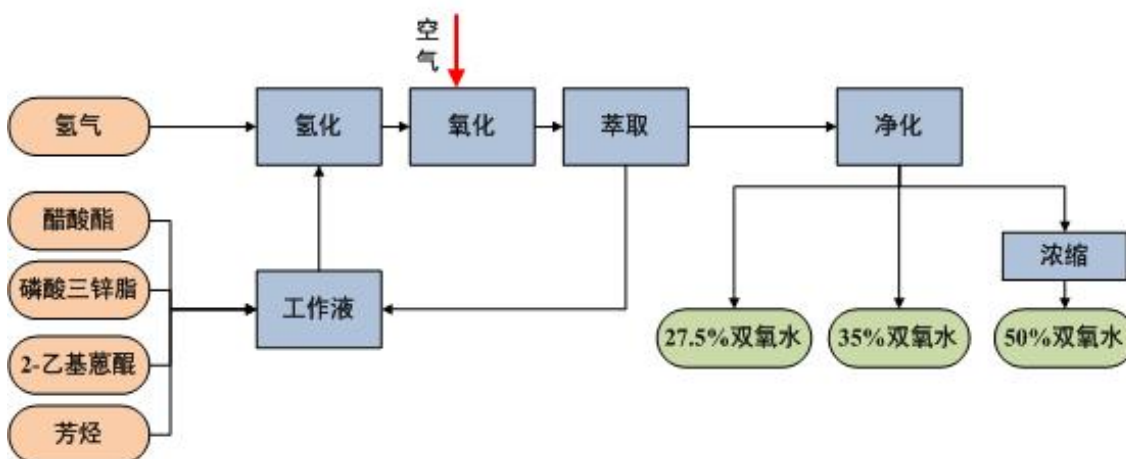 空
气
氢气
氢化
氧化
萃取
净化
醋酸酯
磷酸三锌脂
2-乙基蒽醌
芳烃
工作液
浓缩
27.5%双氧水
35%双氧水
50%双氧水